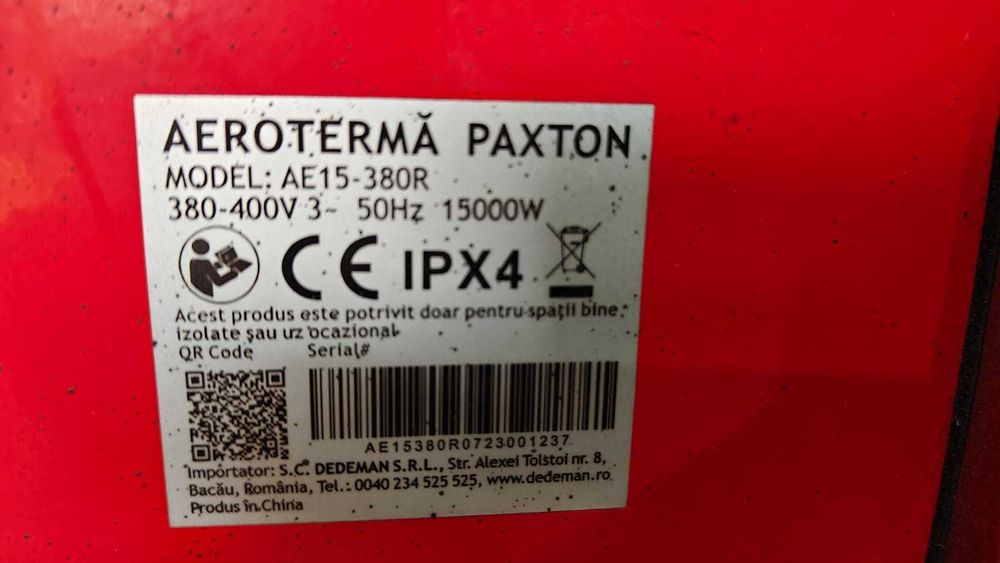 AEROTERMĂ PAXTON
MODEL: AE15-380R
380-400V 3~ 50Hz 15000W
CE IPX4
Acest produs este potrivit doar pentru spații bine
izolate sau uz ocazional
QR Code Serial#
AE15380R0723001237
Importator: S.C. DEDEMAN S.R.L., Str. Alexei Tolstoi nr. 8,
Bacău, România, Tel.: 0040 234 525 525, www.dedeman.ro
Produs în China